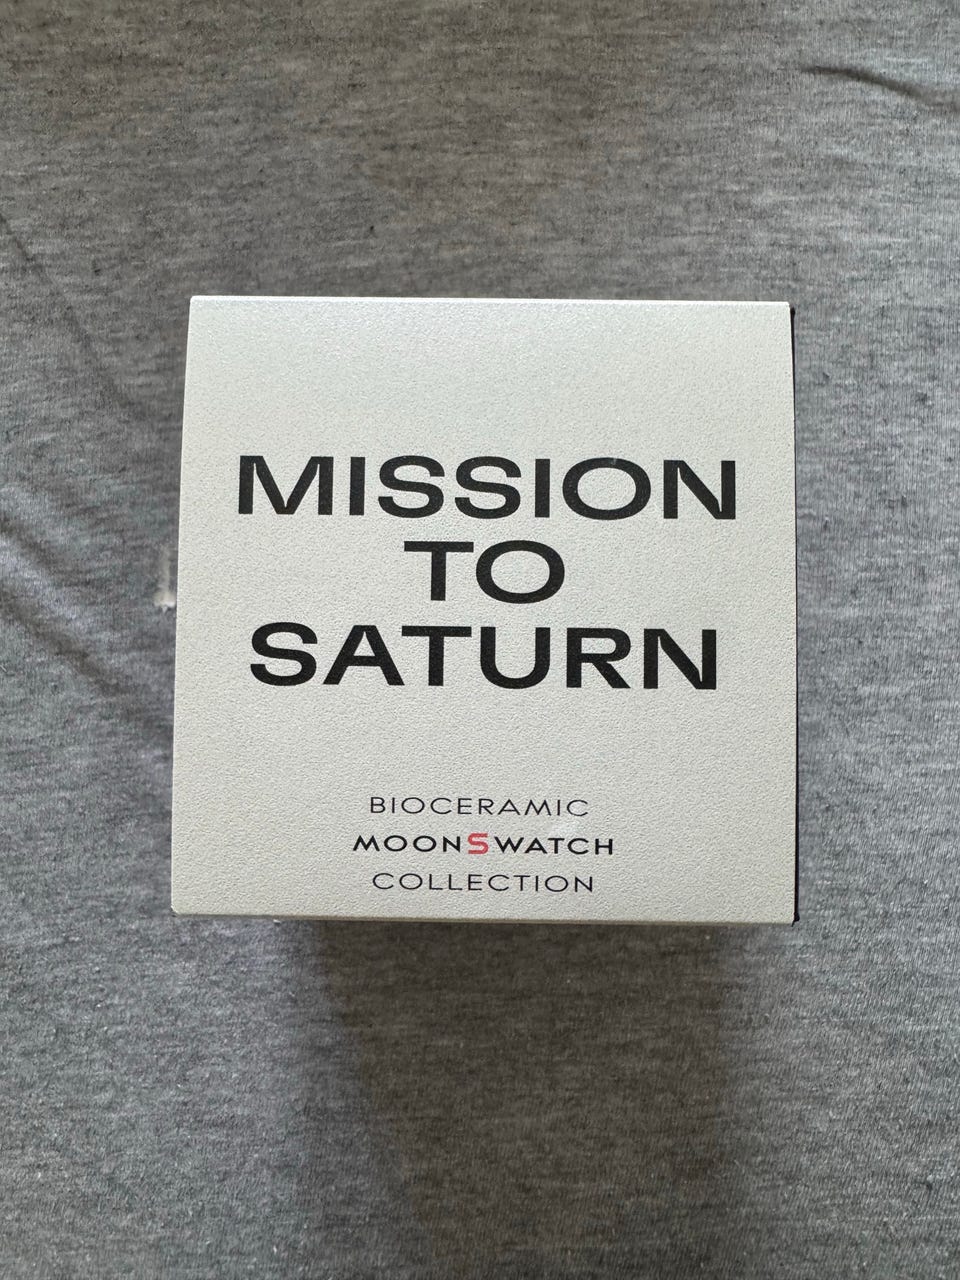 MISSION
TO
SATURN
BIOCERAMIC
MOONSWATCH
COLLECTION